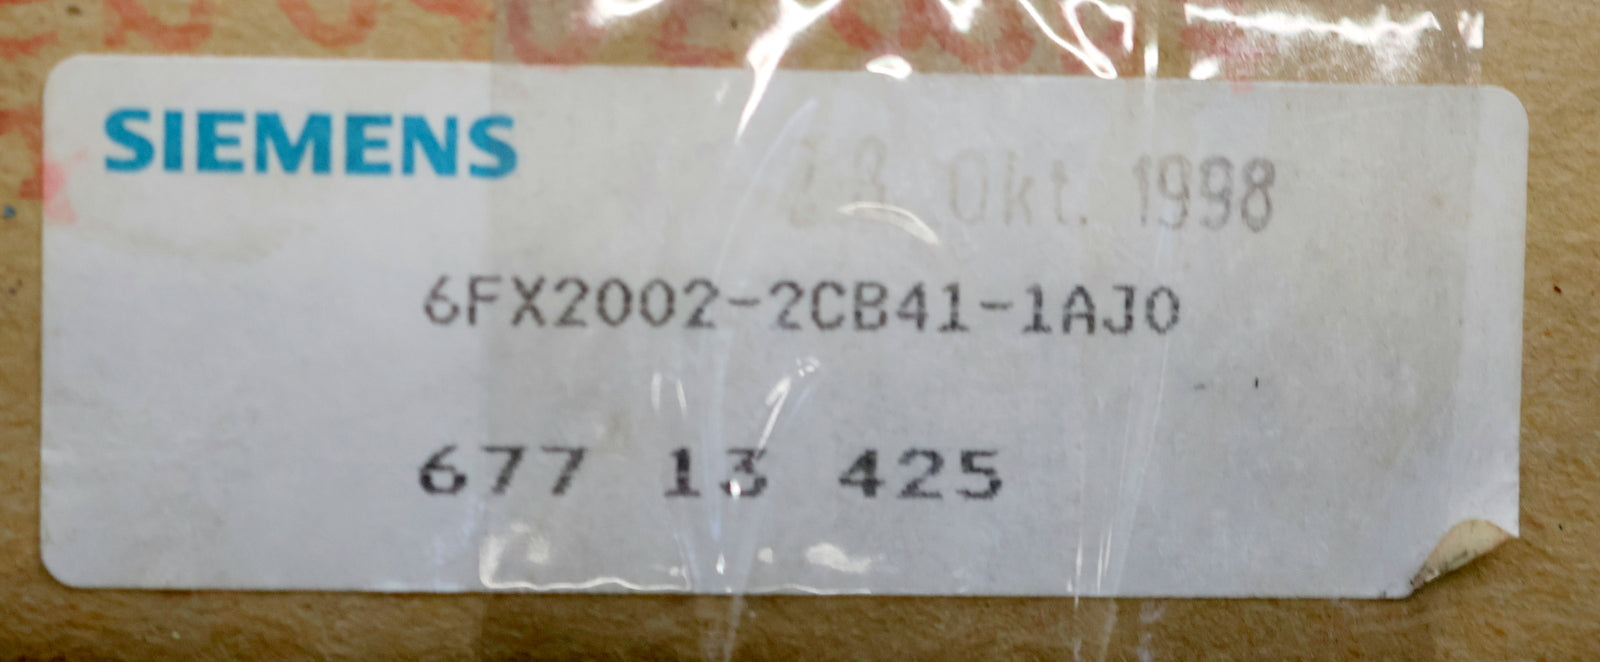 SIEMENS
Okt. 1998
6FX2002-2CB41-1AJ0
677 13 425